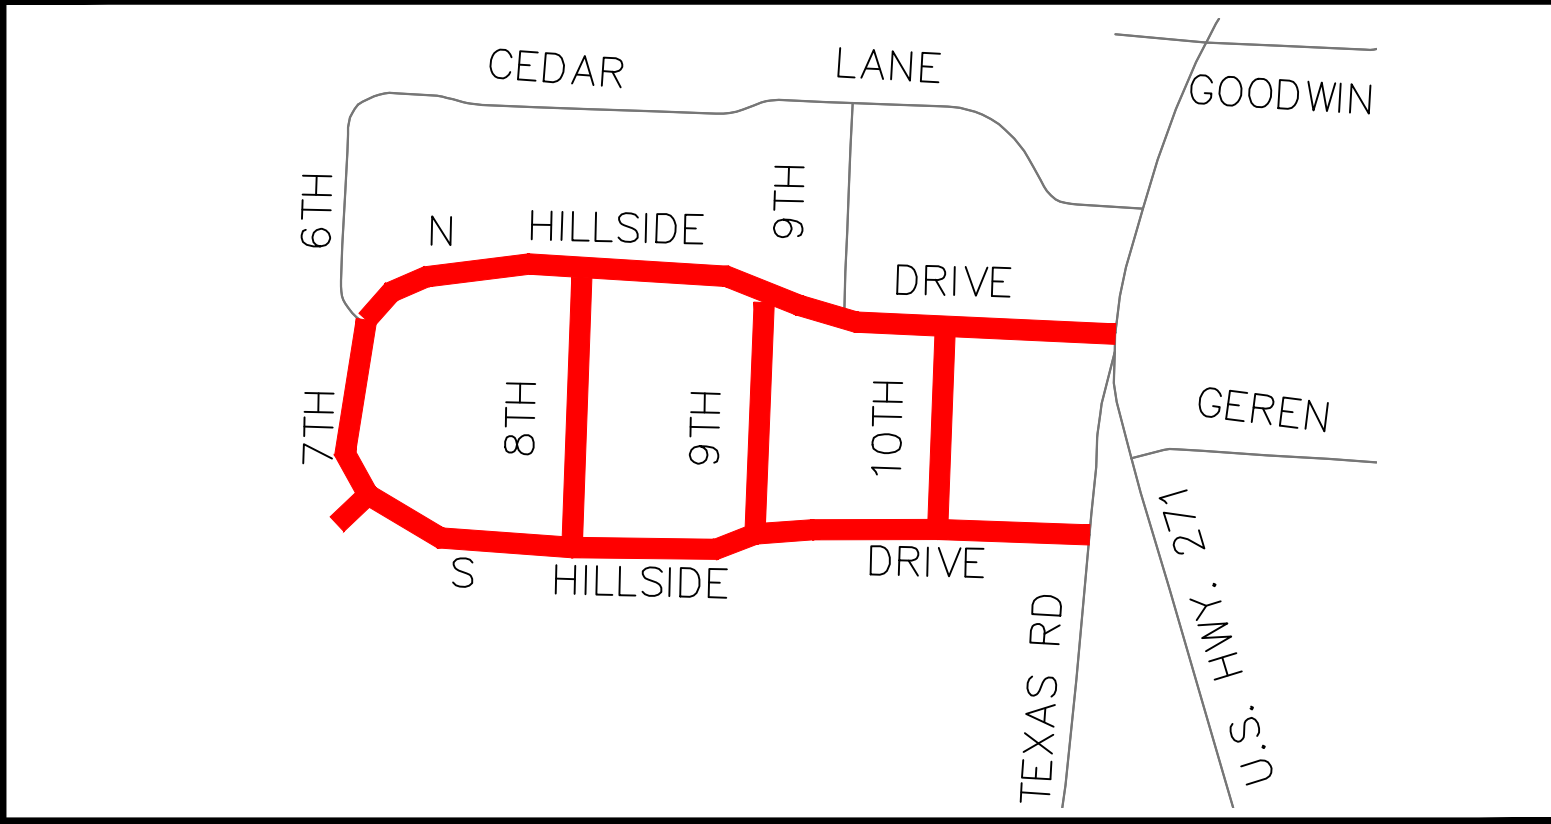 CEDAR LANE
GOODWIN
6TH
9TH
N HILLSIDE DRIVE
7TH
8TH
9TH
10TH
GEREN
S HILLSIDE DRIVE
TEXAS RD
U.S. HWY. 271